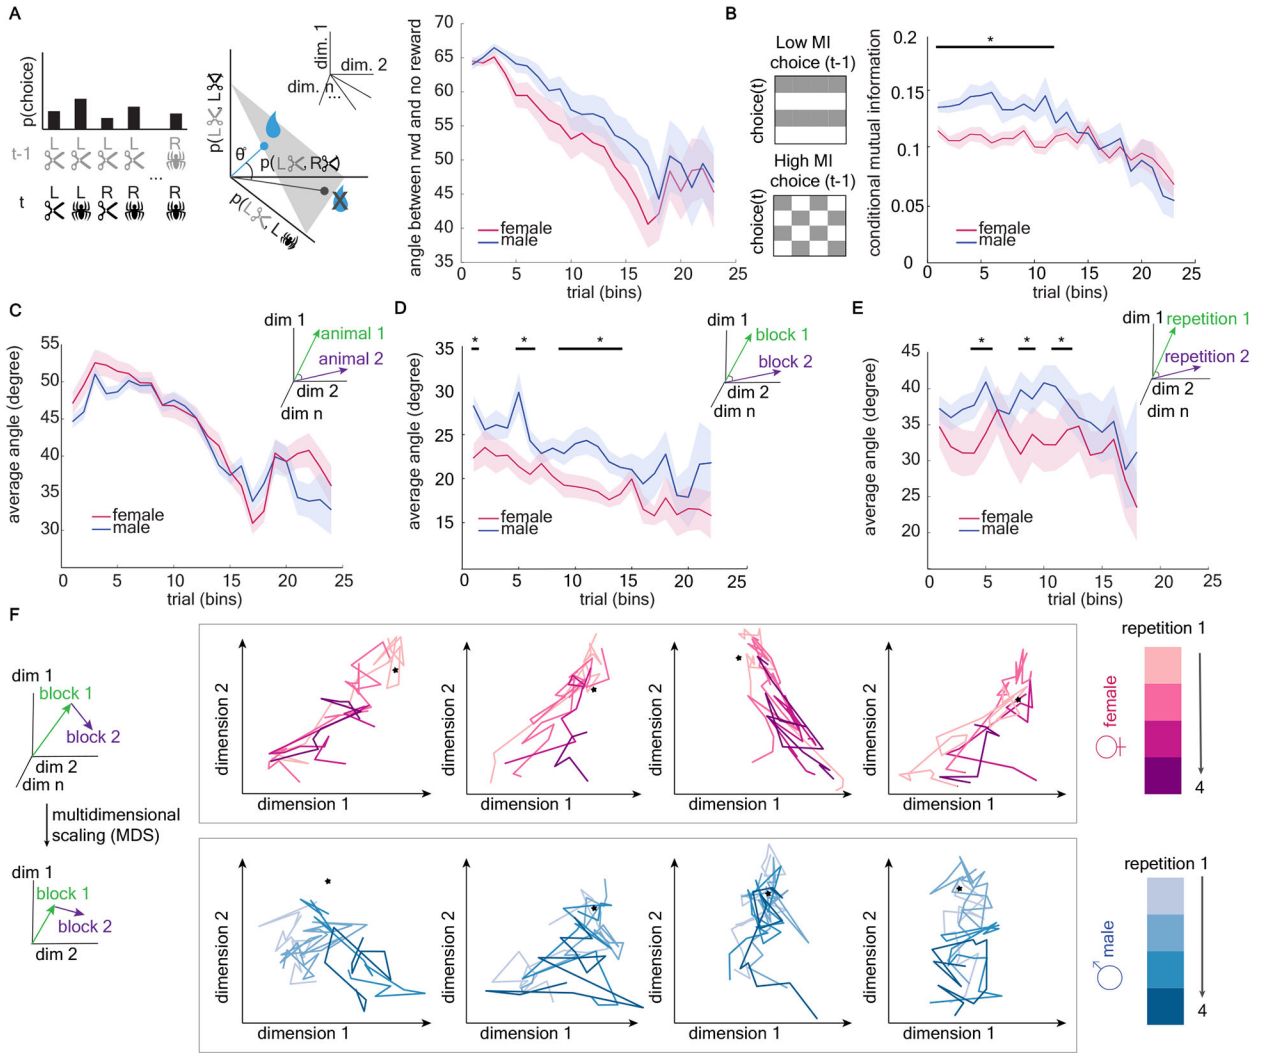 A
p(choice)
t-1
L L L L R
...
t
L L R R R
dim. 1
dim. 2
dim. n
...
p(L, L)
θ°
p(L, R)
p(L, L)
angle between rwd and no reward
70
65
60
55
50
45
40
35
0 5 10 15 20 25
trial (bins)
female
male
B
Low MI
choice (t-1)
choice(t)
High MI
choice (t-1)
choice(t)
conditional mutual information
0.2
0.15
0.1
0.05
0
*
0 5 10 15 20 25
trial (bins)
female
male
C
average angle (degree)
55
50
45
40
35
30
0 5 10 15 20 25
trial (bins)
female
male
dim 1
animal 1
animal 2
dim 2
dim n
D
average angle (degree)
35
30
25
20
15
* * *
0 5 10 15 20 25
trial (bins)
female
male
dim 1
block 1
block 2
dim 2
dim n
E
average angle (degree)
45
40
35
30
25
20
* * *
0 5 10 15 20 25
trial (bins)
female
male
dim 1
repetition 1
repetition 2
dim 2
dim n
F
dim 1
block 1
block 2
dim 2
dim n
multidimensional
scaling (MDS)
dim 1
block 1
block 2
dim 2
dimension 2
dimension 1
dimension 2
dimension 1
dimension 2
dimension 1
dimension 2
dimension 1
repetition 1
♀ female
4
dimension 2
dimension 1
dimension 2
dimension 1
dimension 2
dimension 1
dimension 2
dimension 1
repetition 1
♂ male
4